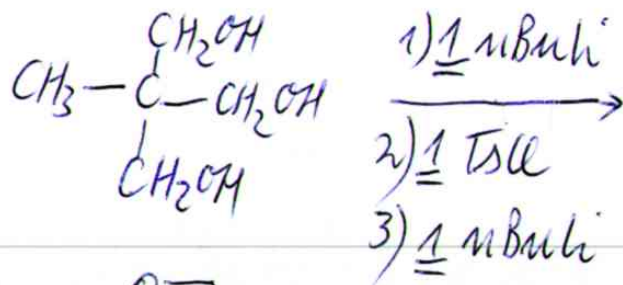 CH₂OH
CH₃—C—CH₂OH
CH₂OH
1) 1 nBuLi
2) 1 TsCl
3) 1 nBuLi